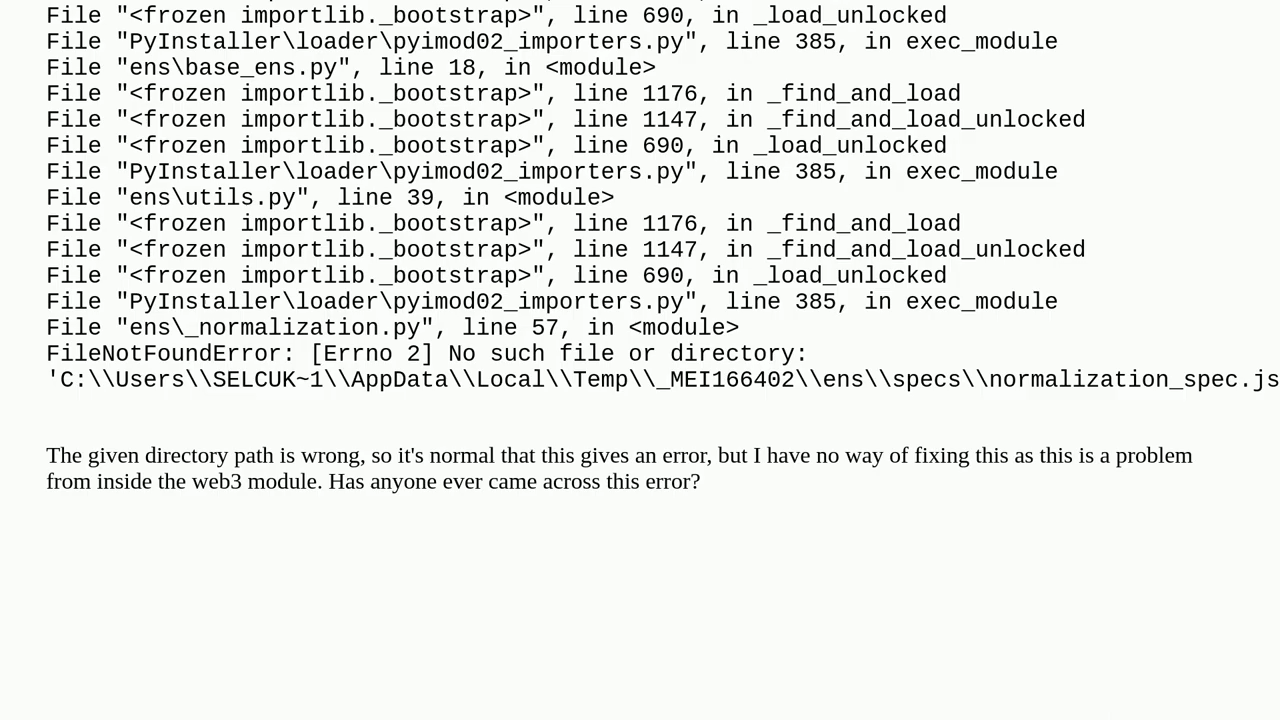 File "<frozen importlib._bootstrap>", line 690, in _load_unlocked
File "PyInstaller\loader\pyimod02_importers.py", line 385, in exec_module
File "ens\base_ens.py", line 18, in <module>
File "<frozen importlib._bootstrap>", line 1176, in _find_and_load
File "<frozen importlib._bootstrap>", line 1147, in _find_and_load_unlocked
File "<frozen importlib._bootstrap>", line 690, in _load_unlocked
File "PyInstaller\loader\pyimod02_importers.py", line 385, in exec_module
File "ens\utils.py", line 39, in <module>
File "<frozen importlib._bootstrap>", line 1176, in _find_and_load
File "<frozen importlib._bootstrap>", line 1147, in _find_and_load_unlocked
File "<frozen importlib._bootstrap>", line 690, in _load_unlocked
File "PyInstaller\loader\pyimod02_importers.py", line 385, in exec_module
File "ens\_normalization.py", line 57, in <module>
FileNotFoundError: [Errno 2] No such file or directory:
'C:\\Users\\SELCUK~1\\AppData\\Local\\Temp\\_MEI166402\\ens\\specs\\normalization_spec.js
The given directory path is wrong, so it's normal that this gives an error, but I have no way of fixing this as this is a problem
from inside the web3 module. Has anyone ever came across this error?